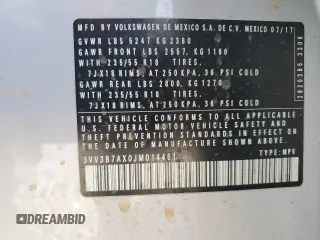 MFD BY VOLKSWAGEN DE MEXICO S.A. DE C.V. MEXICO 07/17
GVWR LBS 5247 KG 2380
GAWR FRONT LBS 2557, KG 1160
WITH 235/55 R18 TIRES,
7JX18 RIMS, AT 250 KPA, 36 PSI COLD
GAWR REAR LBS 2800, KG 1270
WITH 235/55 R18 TIRES,
7JX18 RIMS, AT 250 KPA, 36 PSI COLD
THIS VEHICLE CONFORMS TO ALL APPLICABLE
FEDERAL MOTOR VEHICLE SAFETY STANDARDS
IN EFFECT ON THE DATE OF
MANUFACTURE SHOWN ABOVE
3VV3B7AX0JM014461
TYPE: MPV
2820385 3308
DREAMBID